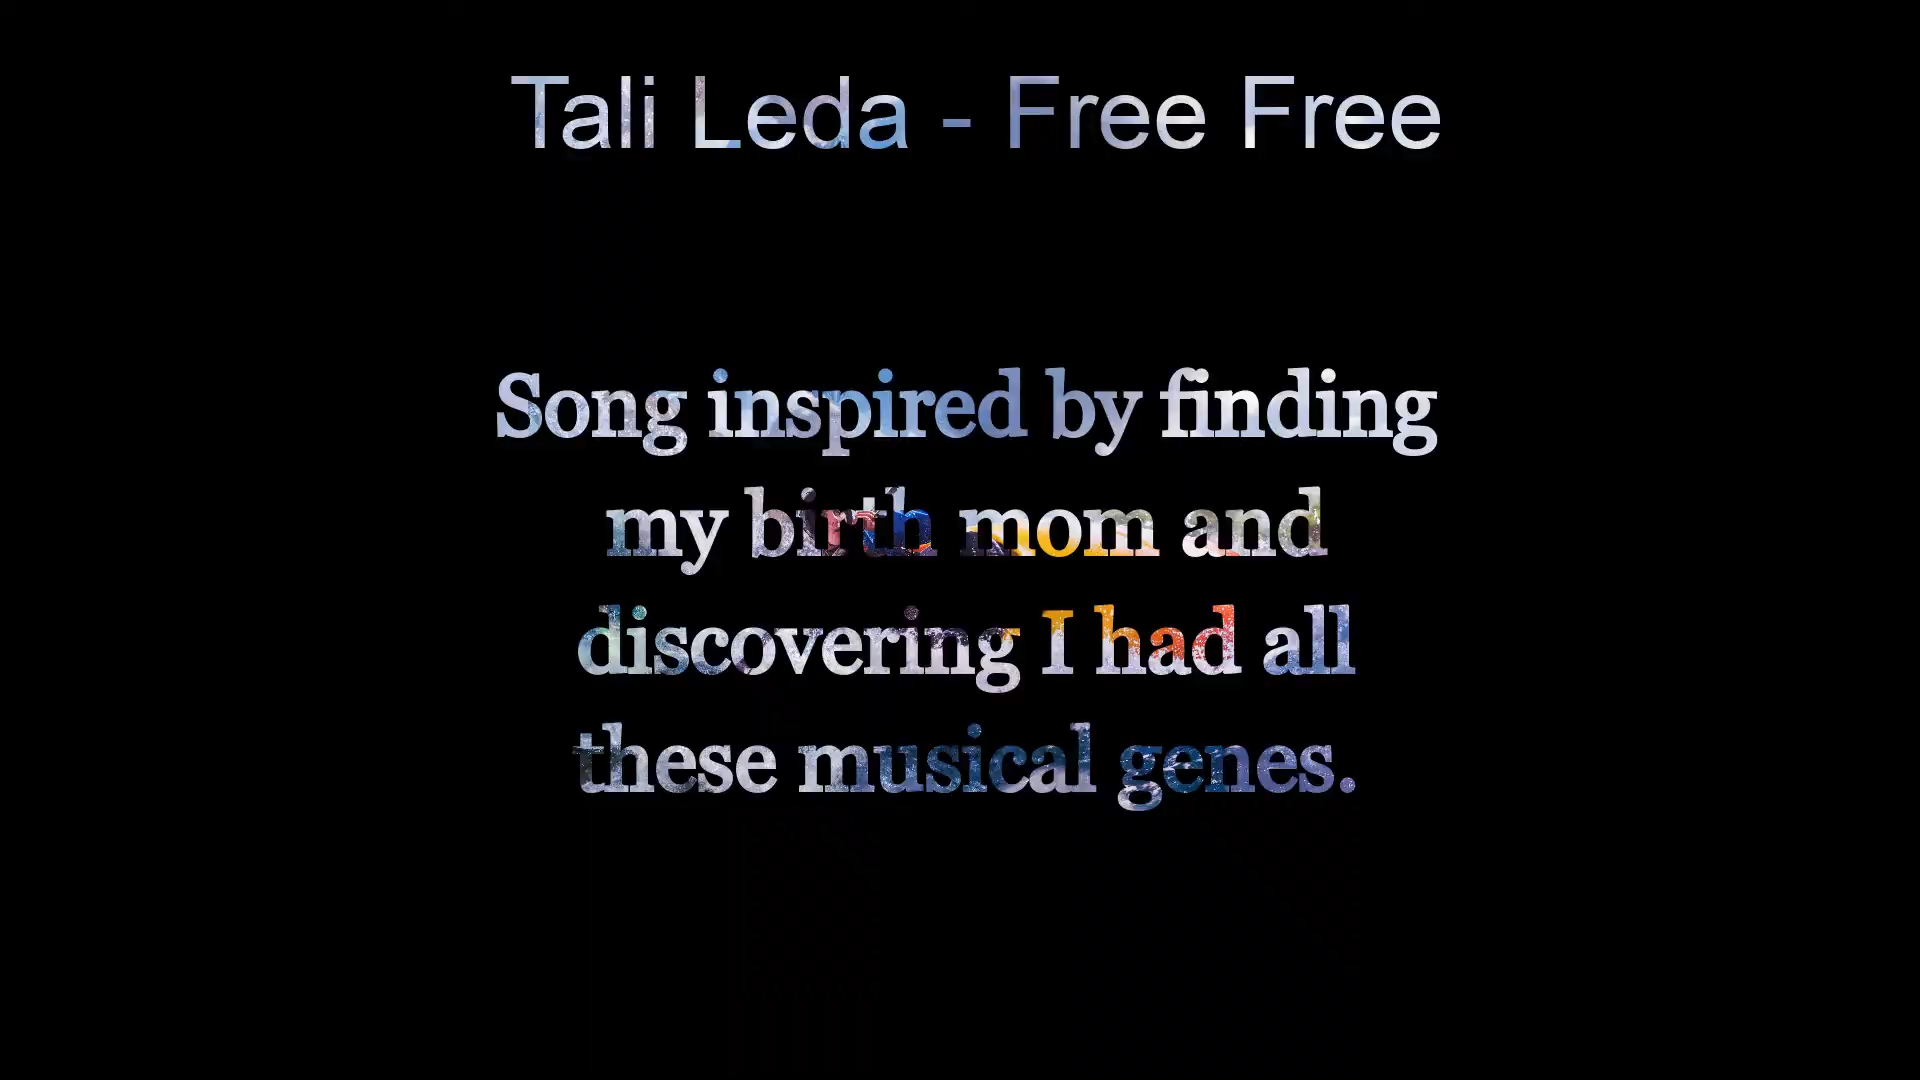 Tali Leda - Free Free
Song inspired by finding
my birth mom and
discovering I had all
these musical genes.